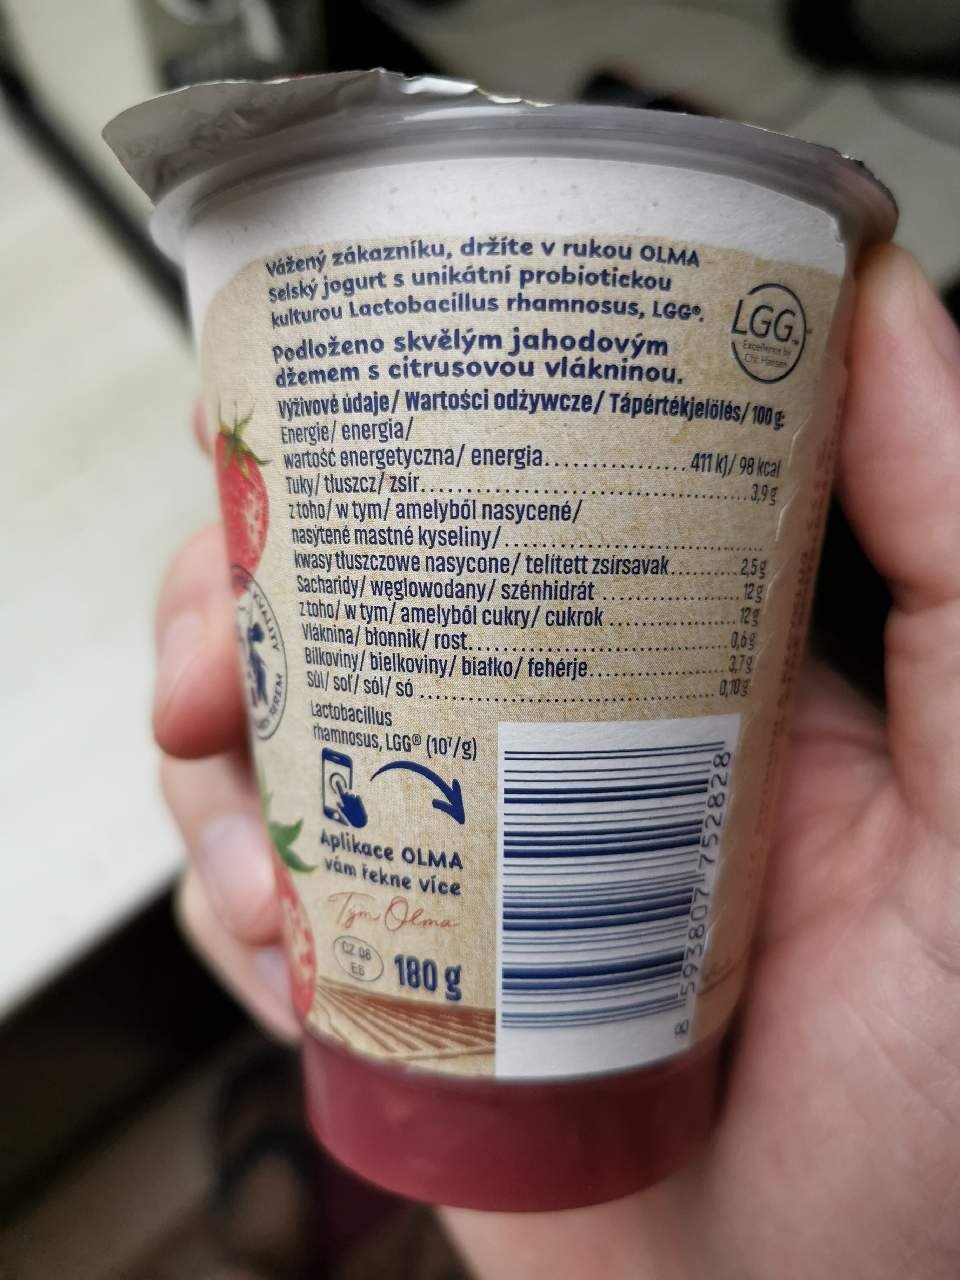 Vážený zákazníku, držíte v rukou OLMA
Selský jogurt s unikátní probiotickou
kulturou Lactobacillus rhamnosus, LGG®.
LGG™
Excellence by
Chr. Hansen
Podloženo skvělým jahodovým
džemem s citrusovou vlákninou.
Výživové údaje/ Wartości odżywcze/ Tápértékjelölés/ 100 g:
Energie/ energia/
wartość energetyczna/ energia.............. 411 kJ/ 98 kcal
Tuky/ tłuszcz/ zsír.............................. 3,9 g
z toho/ w tym/ amelyből nasycené/
nasýtené mastné kyseliny/..............................
kwasy tłuszczowe nasycone/ telített zsírsavak.......... 2,5 g
Sacharidy/ węglowodany/ szénhidrát .................. 12 g
z toho/ w tym/ amelyből cukry/ cukrok .................. 12 g
Vláknina/ błonnik/ rost.............................. 0,6 g
Bílkoviny/ bielkoviny/ białko/ fehérje.................. 3,7 g
Sůl/ soľ/ sól/ só .............................. 0,10 g
Lactobacillus
rhamnosus, LGG® (10⁷/g)
Aplikace OLMA
vám řekne více
Tým Olma
CZ 08
ES
180 g
8 593807 752828